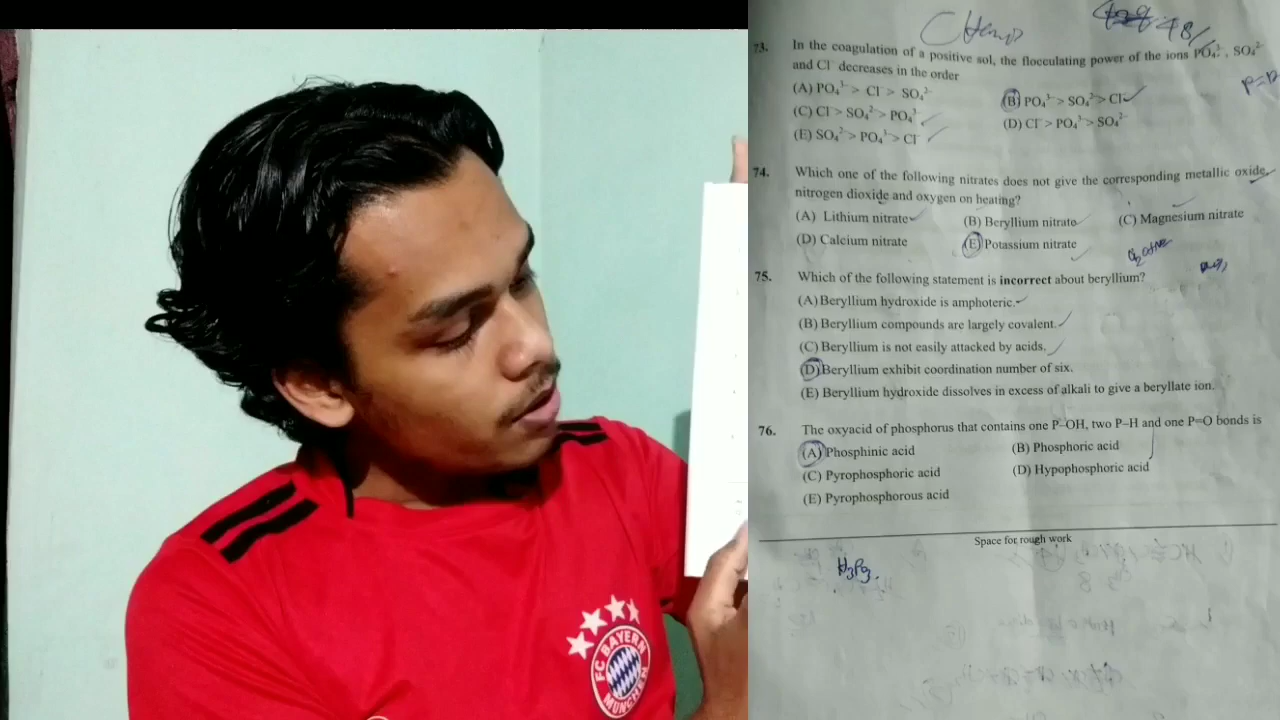 Chemis
48/
73. In the coagulation of a positive sol, the flocculating power of the ions PO₄³⁻, SO₄²⁻
and Cl⁻ decreases in the order
(A) PO₄³⁻ > Cl⁻ > SO₄²⁻ (B) PO₄³⁻ > SO₄²⁻ > Cl⁻
(C) Cl⁻ > SO₄²⁻ > PO₄³⁻ (D) Cl⁻ > PO₄³⁻ > SO₄²⁻
(E) SO₄²⁻ > PO₄³⁻ > Cl⁻
74. Which one of the following nitrates does not give the corresponding metallic oxide,
nitrogen dioxide and oxygen on heating?
(A) Lithium nitrate (B) Beryllium nitrate (C) Magnesium nitrate
(D) Calcium nitrate (E) Potassium nitrate
75. Which of the following statement is incorrect about beryllium?
(A) Beryllium hydroxide is amphoteric.
(B) Beryllium compounds are largely covalent.
(C) Beryllium is not easily attacked by acids.
(D) Beryllium exhibit coordination number of six.
(E) Beryllium hydroxide dissolves in excess of alkali to give a beryllate ion.
76. The oxyacid of phosphorus that contains one P–OH, two P–H and one P=O bonds is
(A) Phosphinic acid (B) Phosphoric acid
(C) Pyrophosphoric acid (D) Hypophosphoric acid
(E) Pyrophosphorous acid
Space for rough work
H₃PO₃.
FC BAYERN
MÜNCHEN